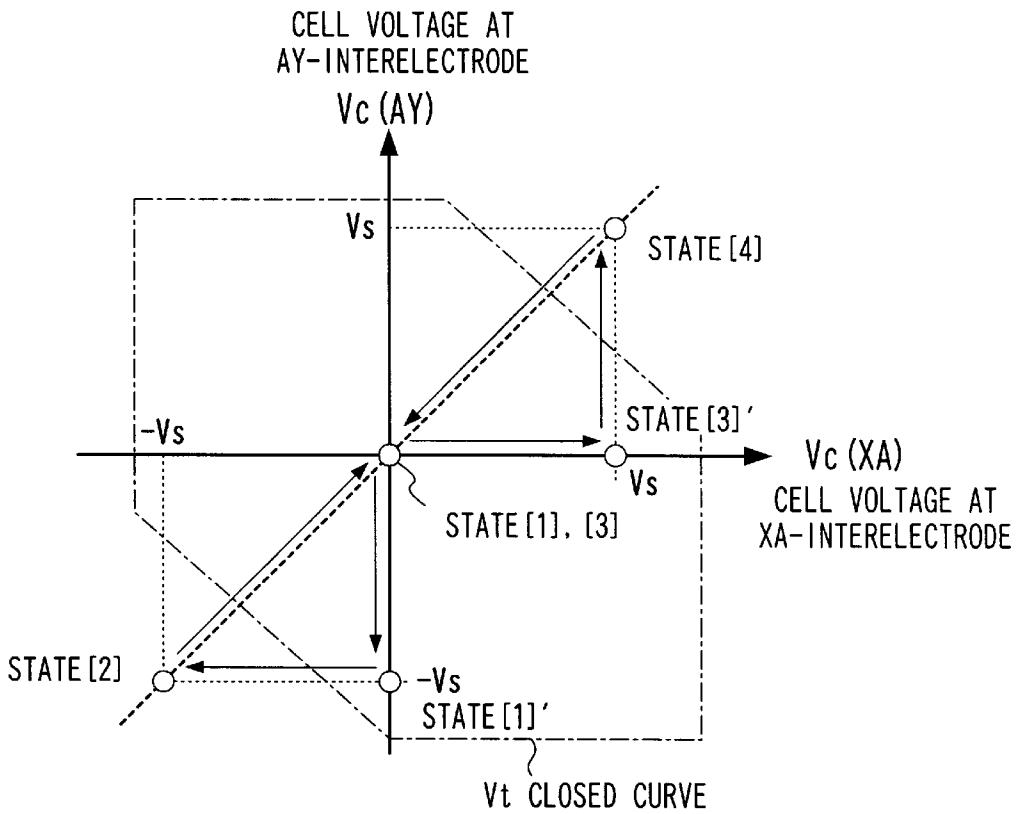 CELL VOLTAGE AT
AY-INTERELECTRODE
Vc (AY)
Vs
STATE [4]
STATE [3]′
-Vs
Vs
Vc (XA)
CELL VOLTAGE AT
XA-INTERELECTRODE
STATE [1], [3]
STATE [2]
-Vs
STATE [1]′
Vt CLOSED CURVE